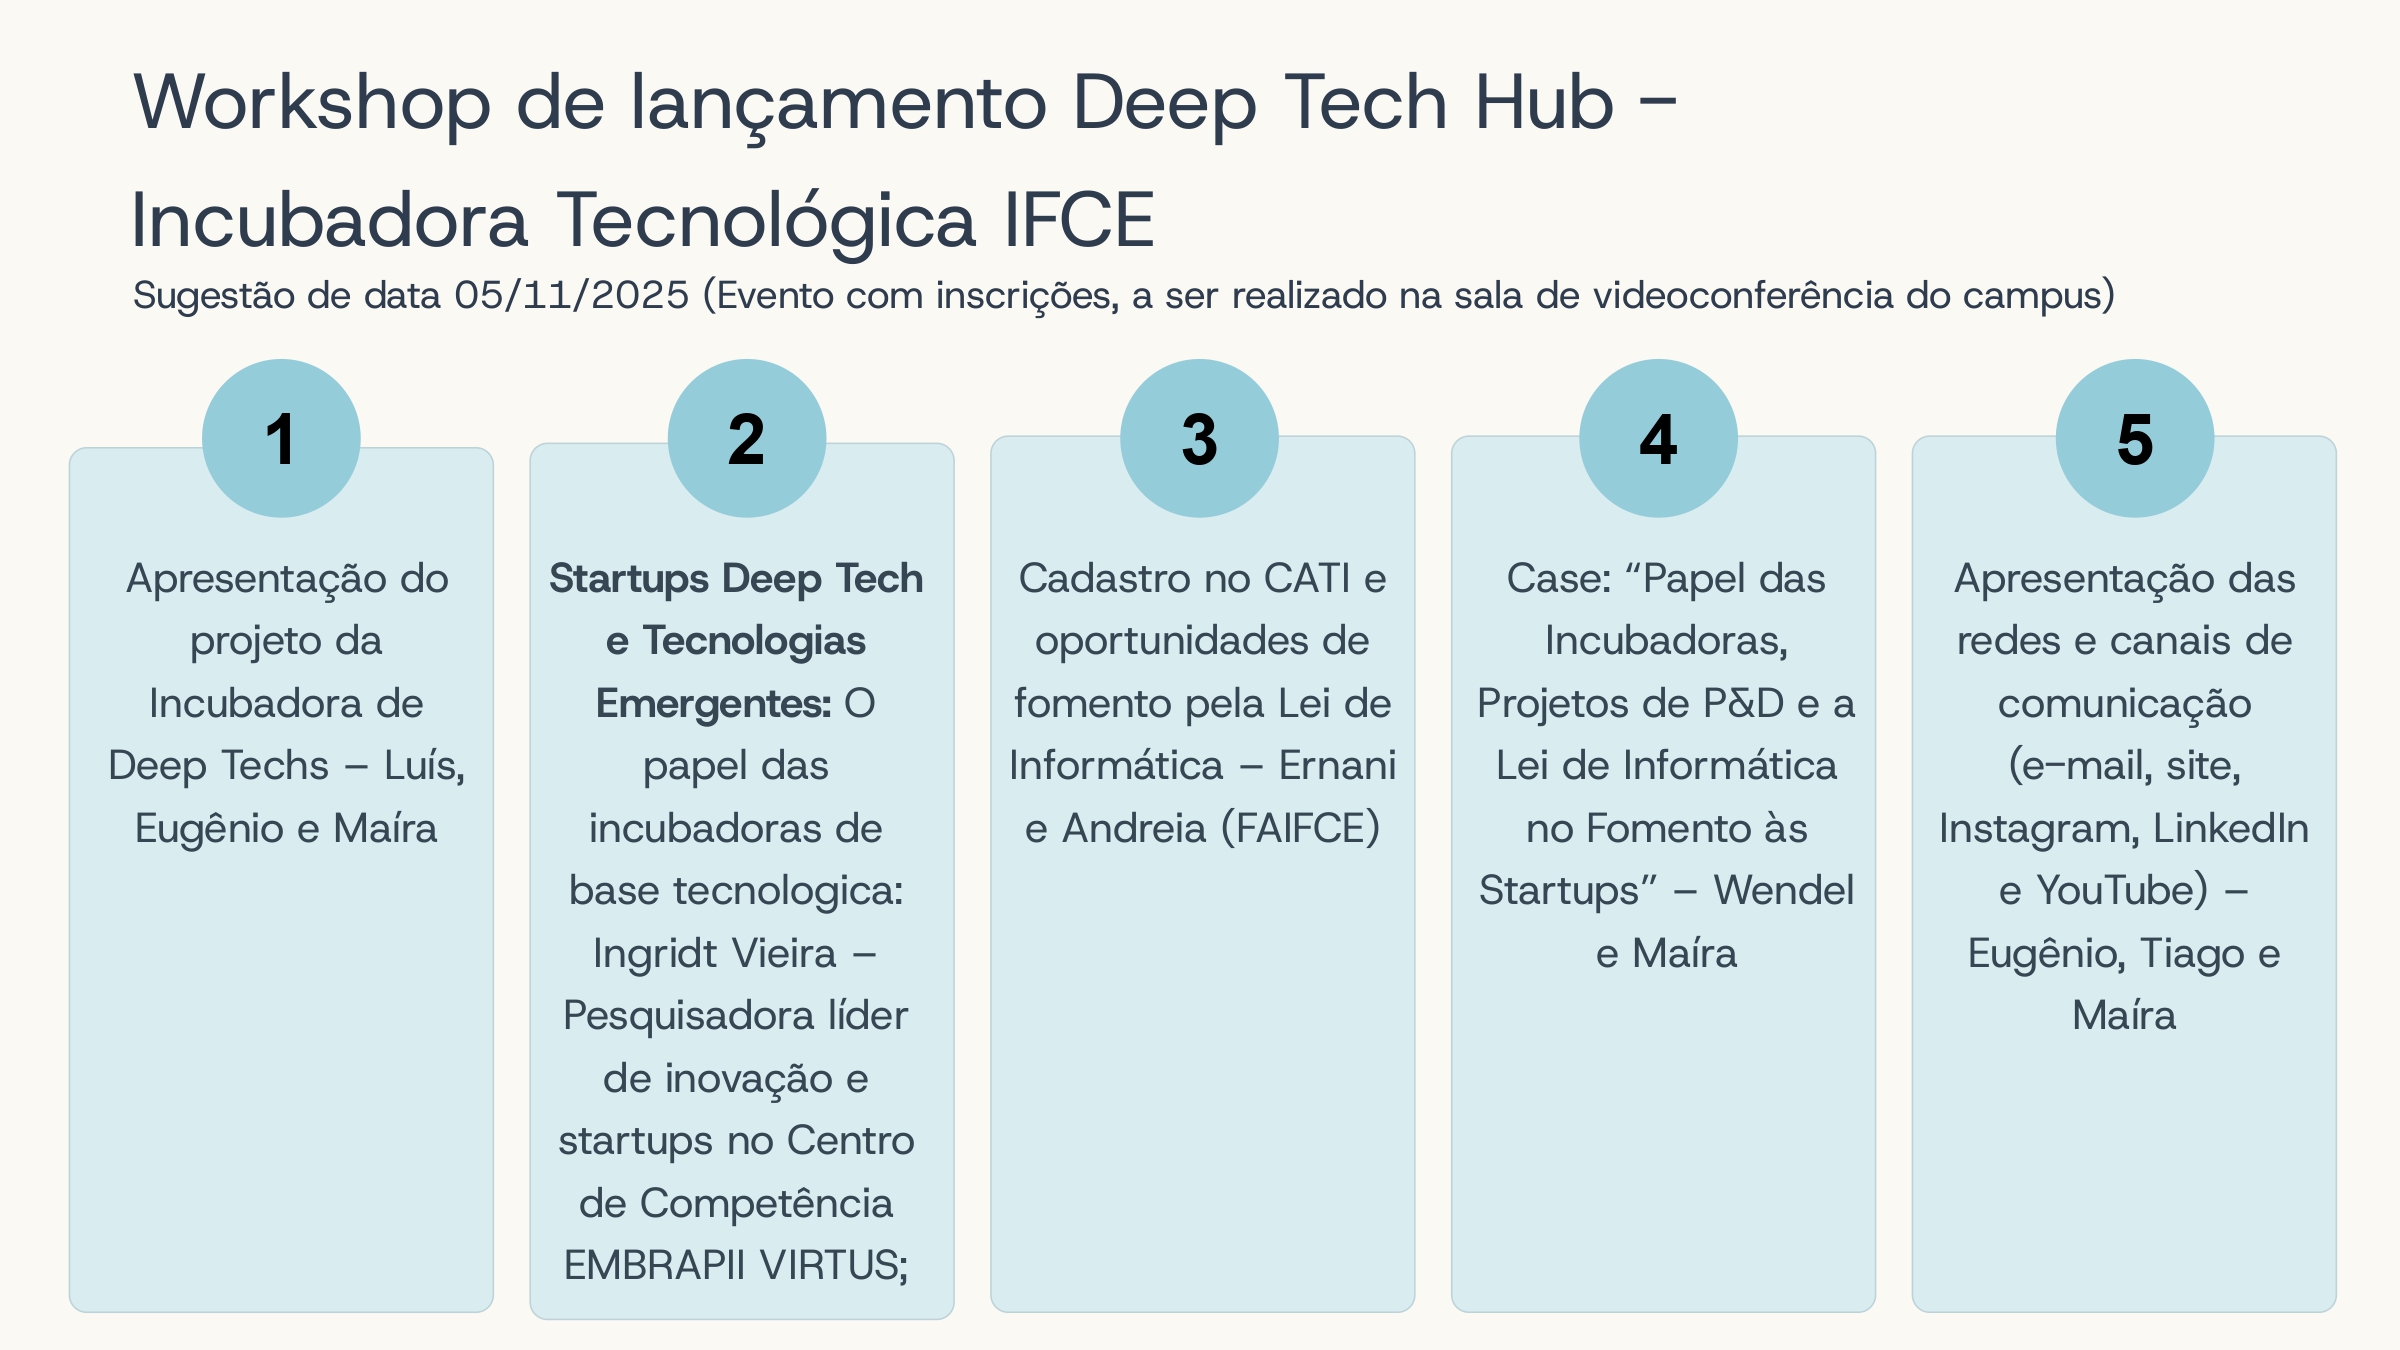 Workshop de lançamento Deep Tech Hub –
Incubadora Tecnológica IFCE
Sugestão de data 05/11/2025 (Evento com inscrições, a ser realizado na sala de videoconferência do campus)
1
Apresentação do
projeto da
Incubadora de
Deep Techs – Luís,
Eugênio e Maíra
2
Startups Deep Tech
e Tecnologias
Emergentes: O
papel das
incubadoras de
base tecnologica:
Ingridt Vieira –
Pesquisadora líder
de inovação e
startups no Centro
de Competência
EMBRAPII VIRTUS;
3
Cadastro no CATI e
oportunidades de
fomento pela Lei de
Informática – Ernani
e Andreia (FAIFCE)
4
Case: “Papel das
Incubadoras,
Projetos de P&D e a
Lei de Informática
no Fomento às
Startups” – Wendel
e Maíra
5
Apresentação das
redes e canais de
comunicação
(e-mail, site,
Instagram, LinkedIn
e YouTube) –
Eugênio, Tiago e
Maíra